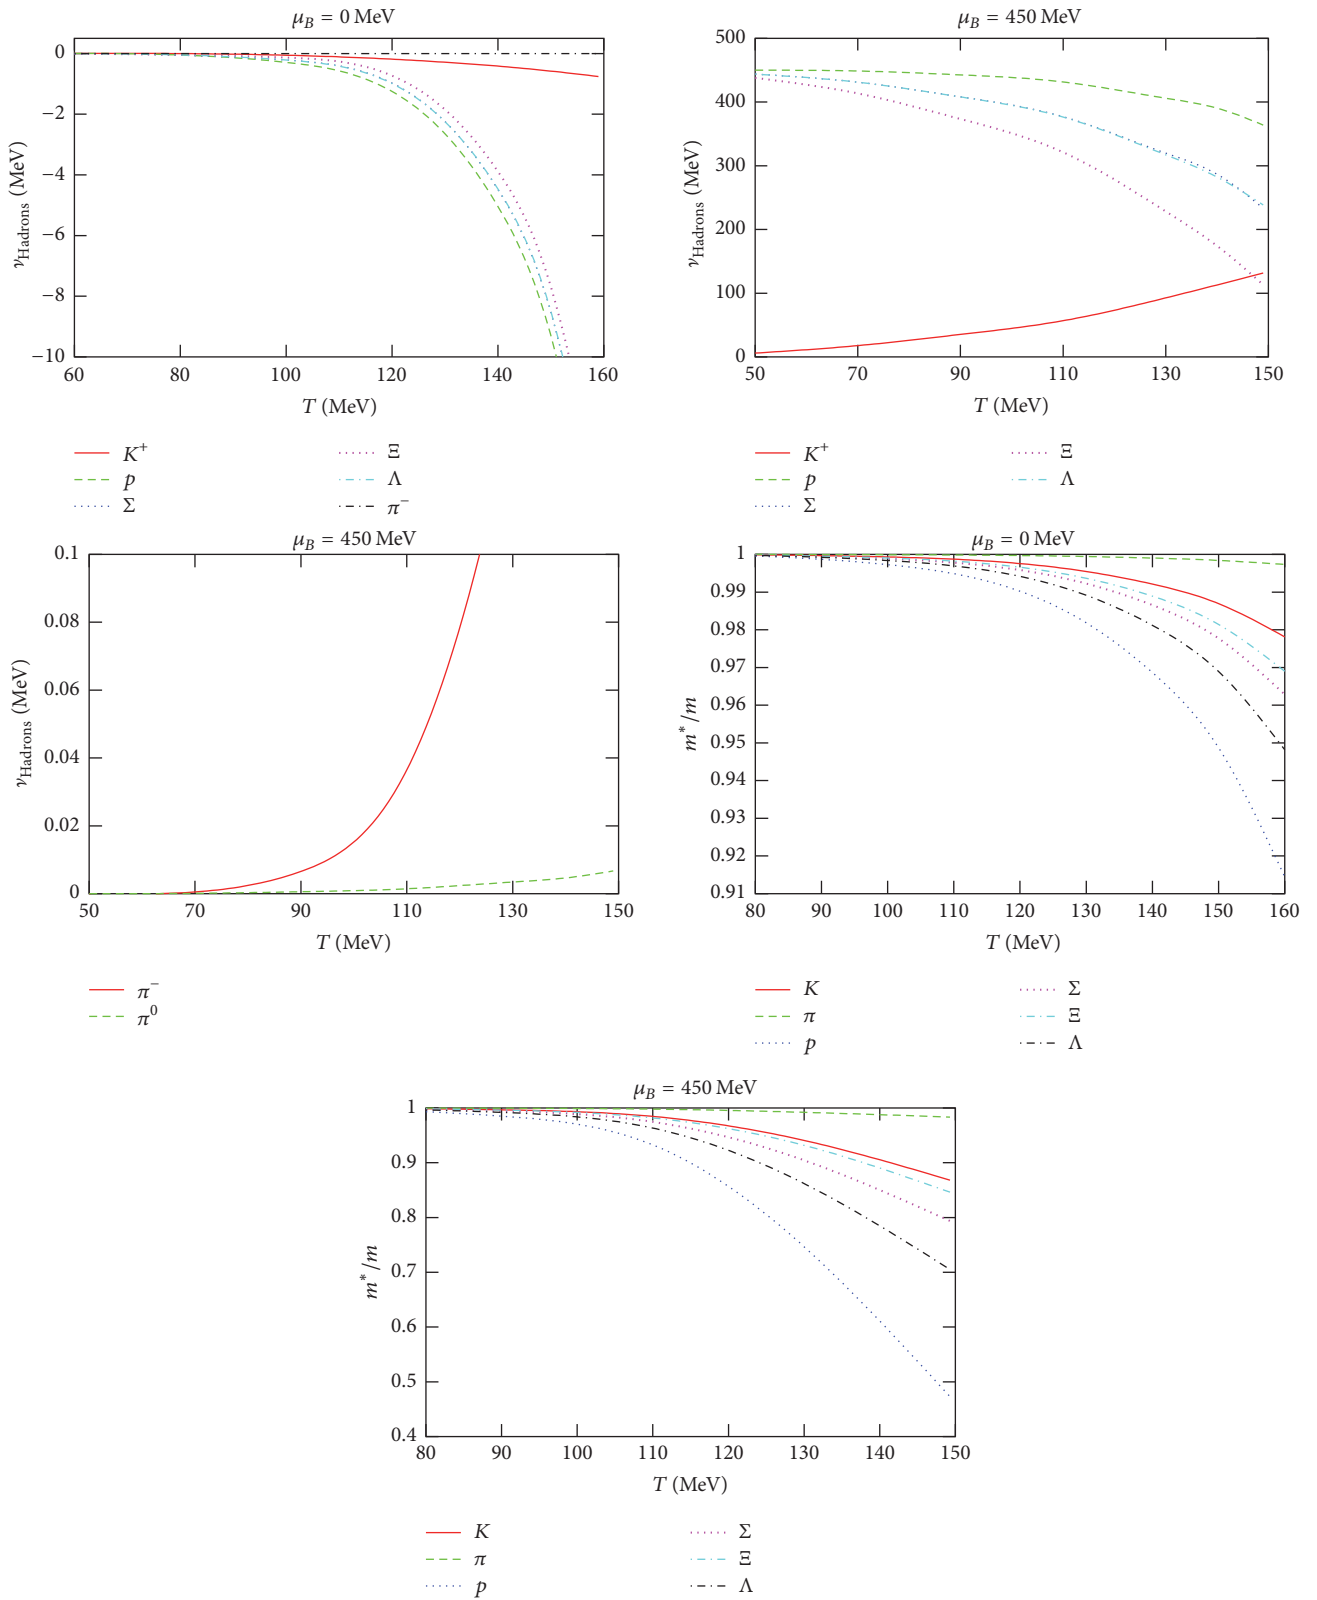 μB = 0 MeV
0
−2
−4
−6
−8
−10
νHadrons (MeV)
60 80 100 120 140 160
T (MeV)
K+ Ξ
p Λ
Σ π−
μB = 450 MeV
500
400
300
200
100
0
νHadrons (MeV)
50 70 90 110 130 150
T (MeV)
K+ Ξ
p Λ
Σ
μB = 450 MeV
0.1
0.08
0.06
0.04
0.02
0
νHadrons (MeV)
50 70 90 110 130 150
T (MeV)
π−
π0
μB = 0 MeV
1
0.99
0.98
0.97
0.96
0.95
0.94
0.93
0.92
0.91
m*/m
80 90 100 110 120 130 140 150 160
T (MeV)
K Σ
π Ξ
p Λ
μB = 450 MeV
1
0.9
0.8
0.7
0.6
0.5
0.4
m*/m
80 90 100 110 120 130 140 150
T (MeV)
K Σ
π Ξ
p Λ